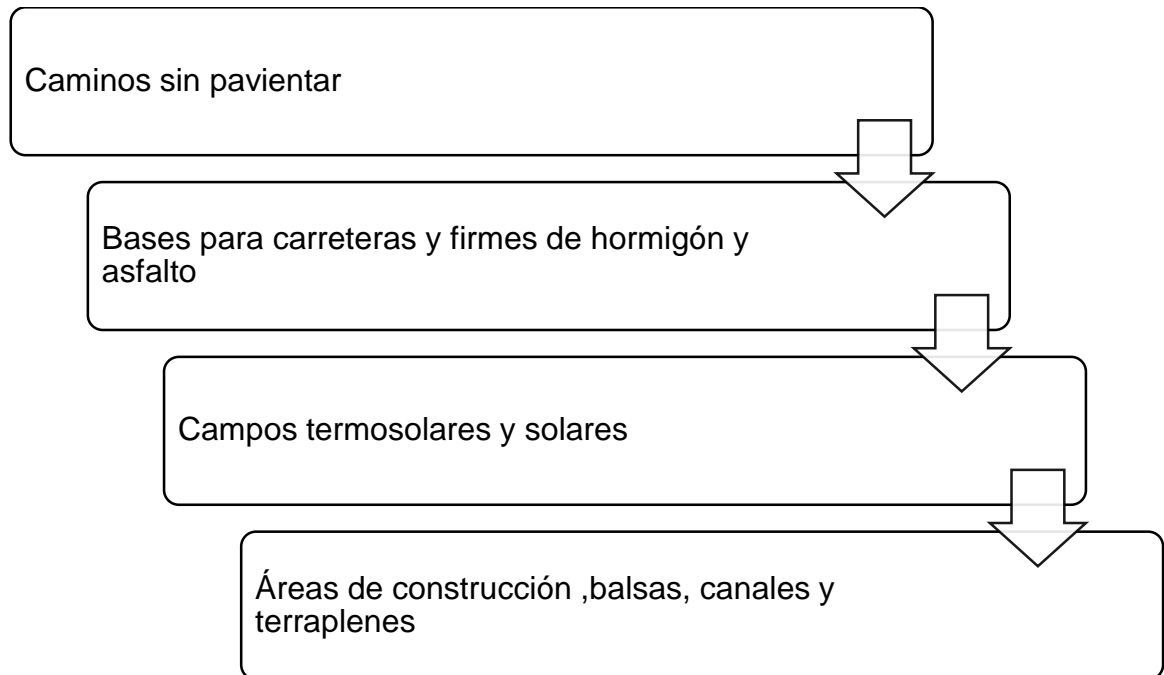 Caminos sin pavientar
Bases para carreteras y firmes de hormigón y
asfalto
Campos termosolares y solares
Áreas de construcción ,balsas, canales y
terraplenes